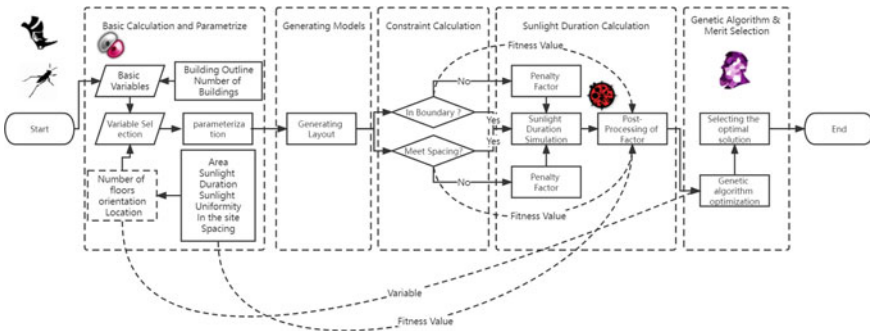 Basic Calculation and Parametrize
Generating Models
Constraint Calculation
Sunlight Duration Calculation
Genetic Algorithm &
Merit Selection
Start
Basic
Variables
Building Outline
Number of
Buildings
Variable Sel
ection
parameteriza
tion
Number of
floors
orientation
Location
Area
Sunlight
Duration
Sunlight
Uniformity
In the site
Spacing
Generating
Layout
In Boundary ?
Meet Spacing?
No
Yes
Yes
No
Fitness Value
Penalty
Factor
Sunlight
Duration
Simulation
Penalty
Factor
Post-
Processing of
Factor
Fitness Value
Selecting the
optimal
solution
Genetic
algorithm
optimization
End
Variable
Fitness Value